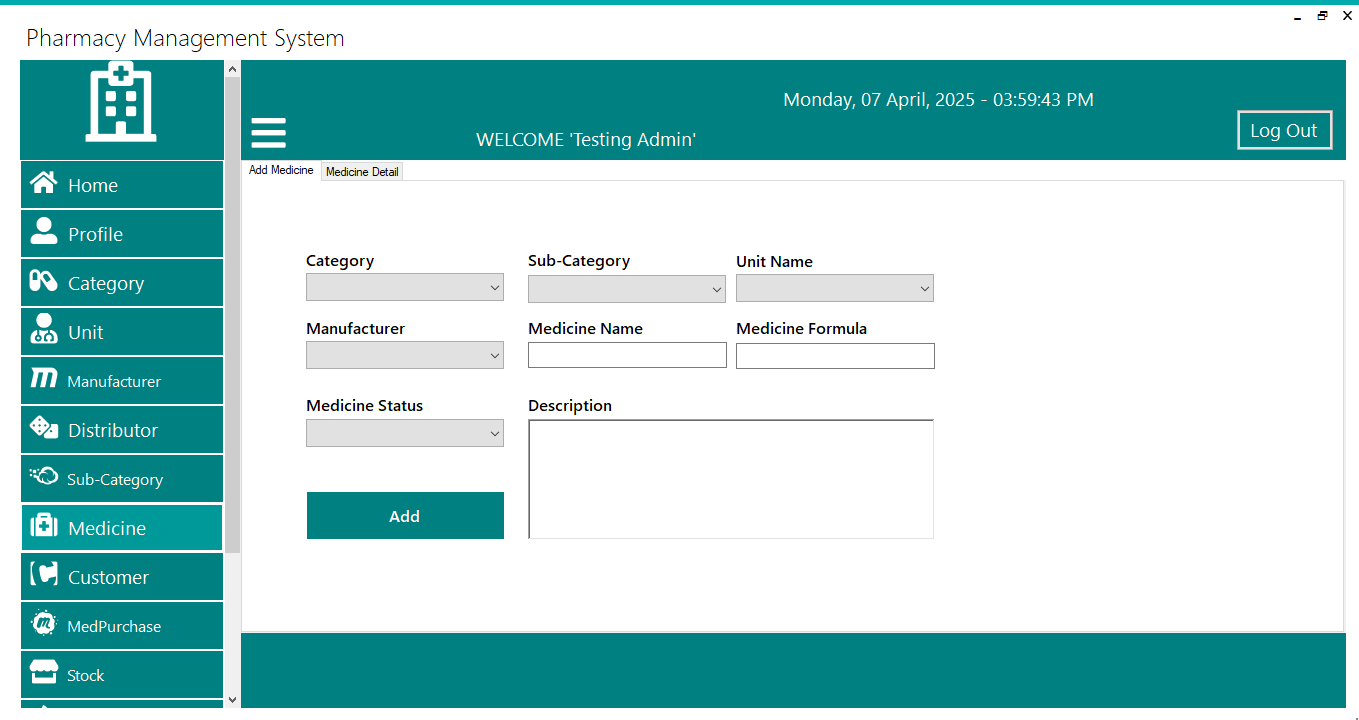 Pharmacy Management System
Monday, 07 April, 2025 - 03:59:43 PM
WELCOME 'Testing Admin'
Log Out
Home
Profile
Category
Unit
Manufacturer
Distributor
Sub-Category
Medicine
Customer
MedPurchase
Stock
Add Medicine Medicine Detail
Category Sub-Category Unit Name
Manufacturer Medicine Name Medicine Formula
Medicine Status Description
Add